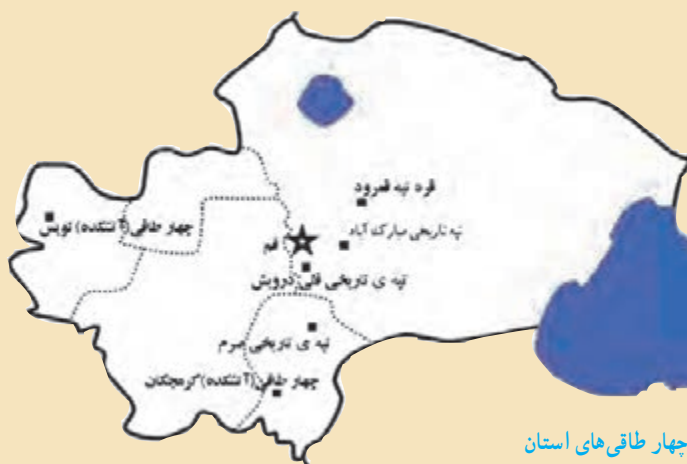 قره تپه قمرود
چهار طاقی (آتشکده) نویس
تپه تاریخی مبارک آباد
قم
تپه ی تاریخی قلی درویش
تپه ی تاریخی صرم
چهار طاقی (آتشکده) کرمجگان
چهار طاقی‌های استان